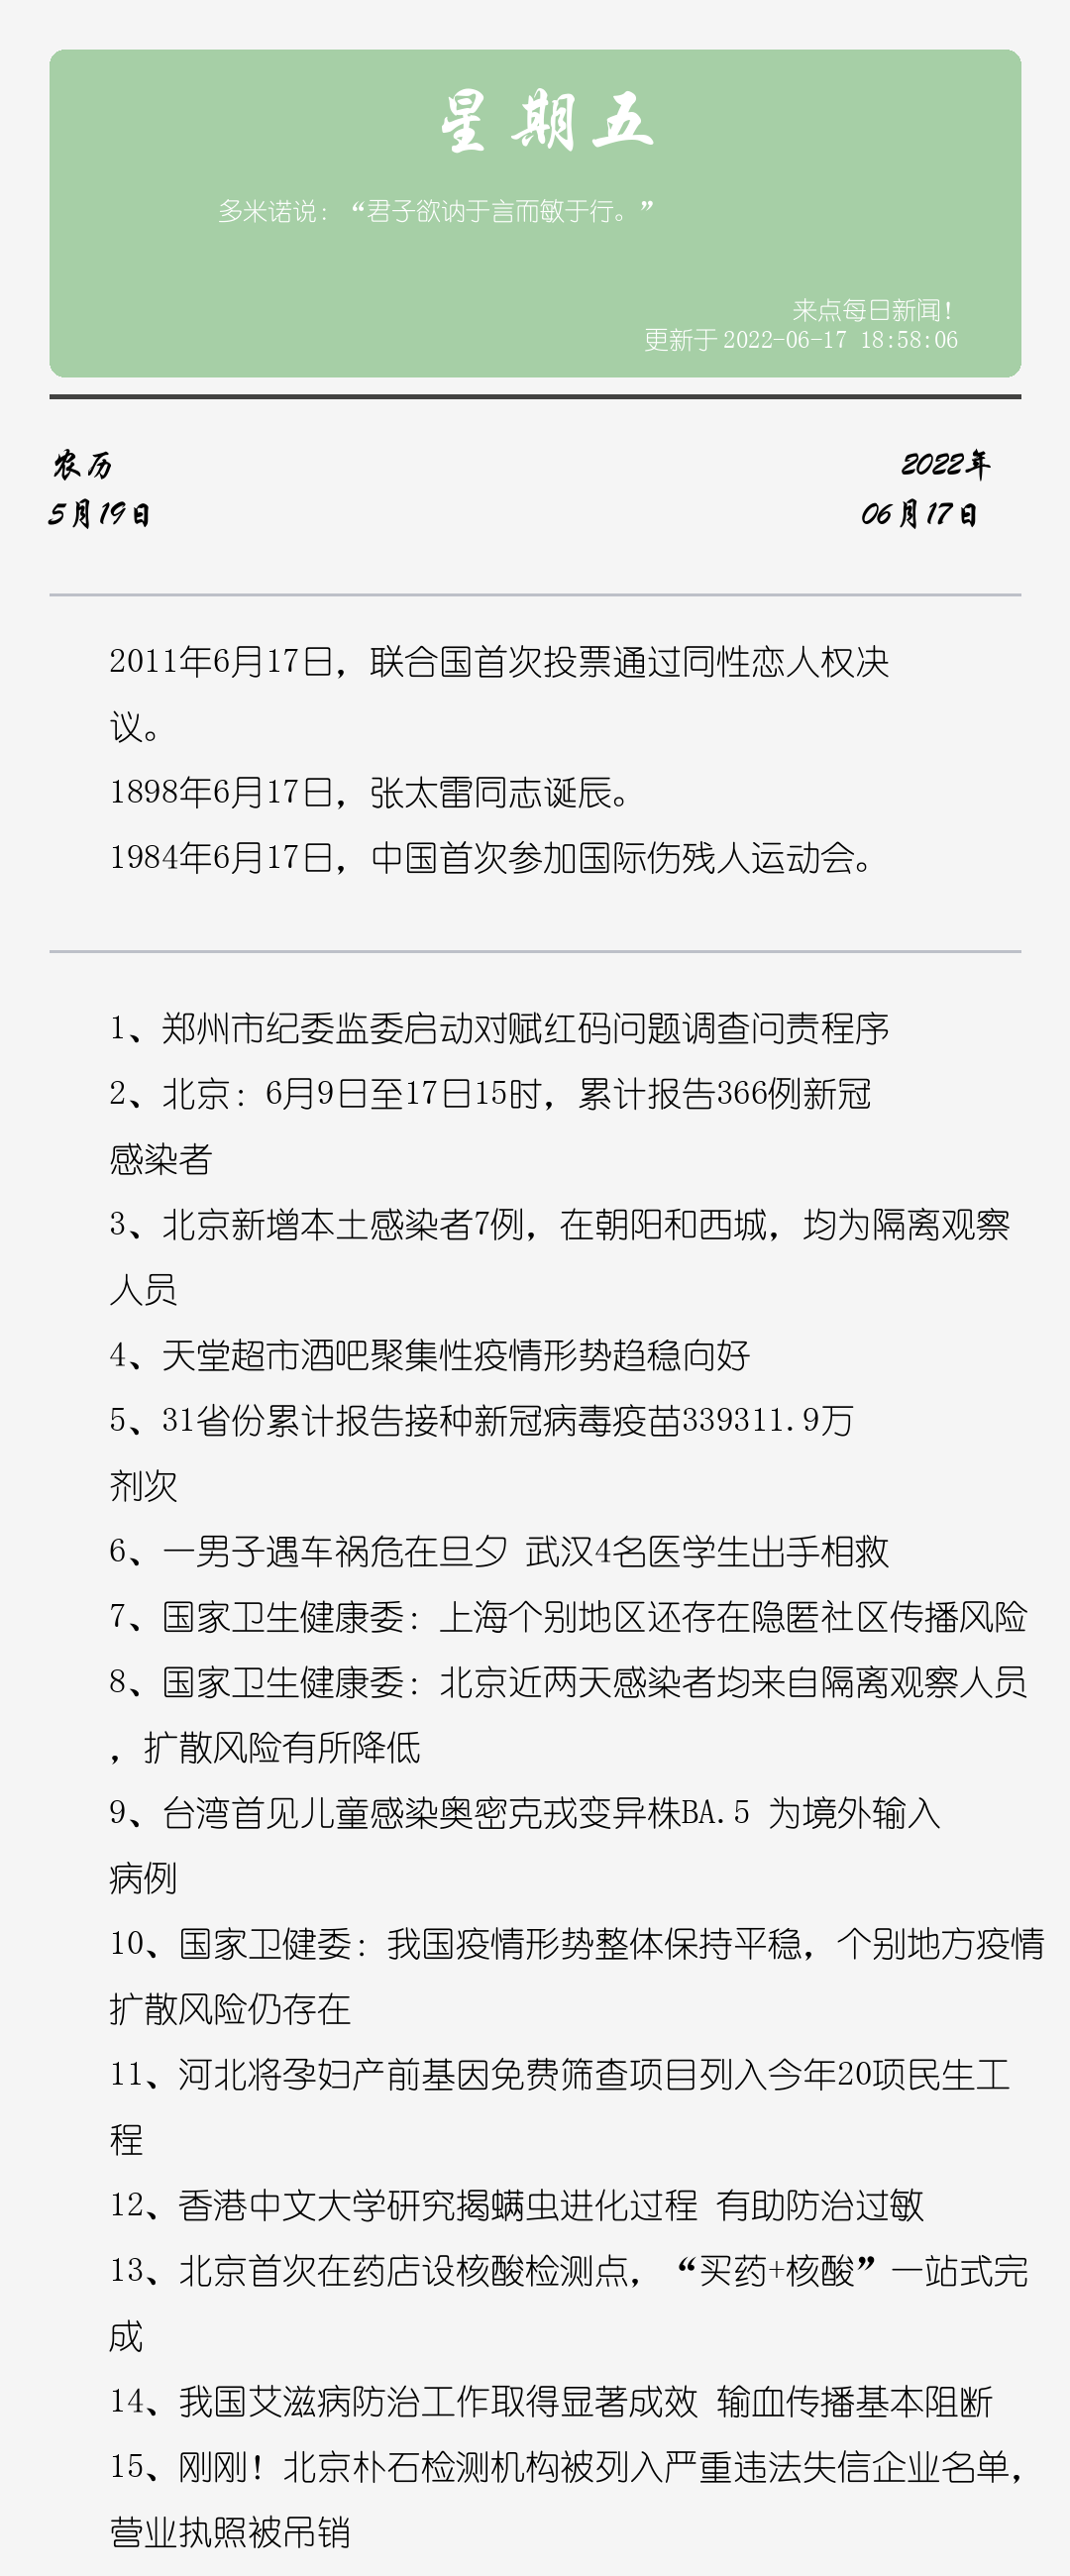 星期五
多米诺说：“君子欲讷于言而敏于行。”
来点每日新闻！
更新于 2022-06-17 18:58:06
农历
2022年
5月19日
06月17日
2011年6月17日，联合国首次投票通过同性恋人权决
议。
1898年6月17日，张太雷同志诞辰。
1984年6月17日，中国首次参加国际伤残人运动会。
1、郑州市纪委监委启动对赋红码问题调查问责程序
2、北京：6月9日至17日15时，累计报告366例新冠
感染者
3、北京新增本土感染者7例，在朝阳和西城，均为隔离观察
人员
4、天堂超市酒吧聚集性疫情形势趋稳向好
5、31省份累计报告接种新冠病毒疫苗339311.9万
剂次
6、一男子遇车祸危在旦夕 武汉4名医学生出手相救
7、国家卫生健康委：上海个别地区还存在隐匿社区传播风险
8、国家卫生健康委：北京近两天感染者均来自隔离观察人员
，扩散风险有所降低
9、台湾首见儿童感染奥密克戎变异株BA.5 为境外输入
病例
10、国家卫健委：我国疫情形势整体保持平稳，个别地方疫情
扩散风险仍存在
11、河北将孕妇产前基因免费筛查项目列入今年20项民生工
程
12、香港中文大学研究揭螨虫进化过程 有助防治过敏
13、北京首次在药店设核酸检测点，“买药+核酸”一站式完
成
14、我国艾滋病防治工作取得显著成效 输血传播基本阻断
15、刚刚！北京朴石检测机构被列入严重违法失信企业名单，
营业执照被吊销